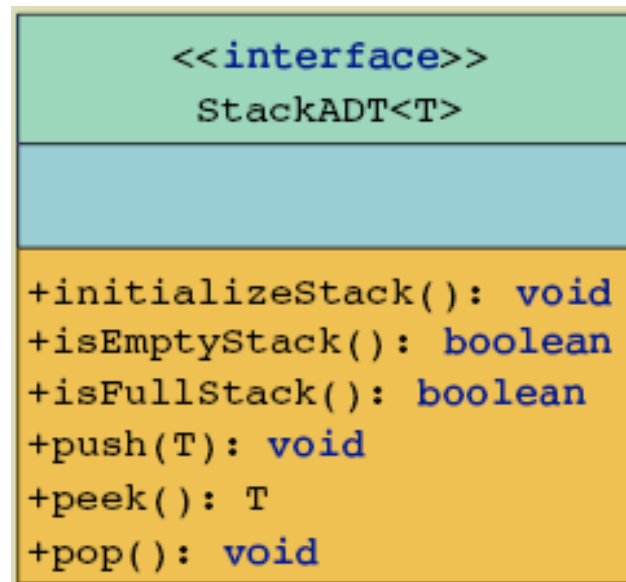 <<interface>>
StackADT<T>
+initializeStack(): void
+isEmptyStack(): boolean
+isFullStack(): boolean
+push(T): void
+peek(): T
+pop(): void